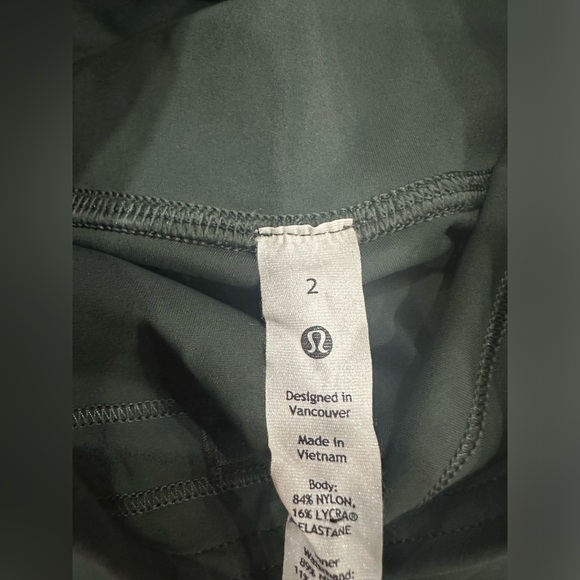 2
Designed in
Vancouver
Made in
Vietnam
Body:
84% NYLON,
16% LYCRA®
ELASTANE